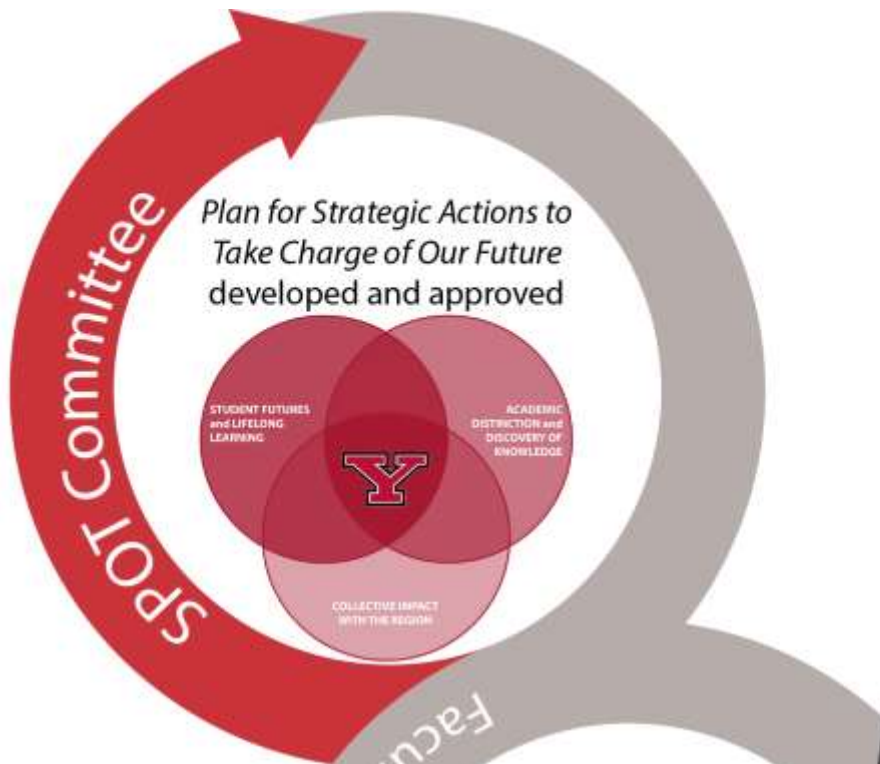 SPOT Committee
Plan for Strategic Actions to
Take Charge of Our Future
developed and approved
STUDENT FUTURES
and LIFELONG
LEARNING
ACADEMIC
DISTINCTION and
DISCOVERY OF
KNOWLEDGE
Y
COLLECTIVE IMPACT
WITH THE REGION